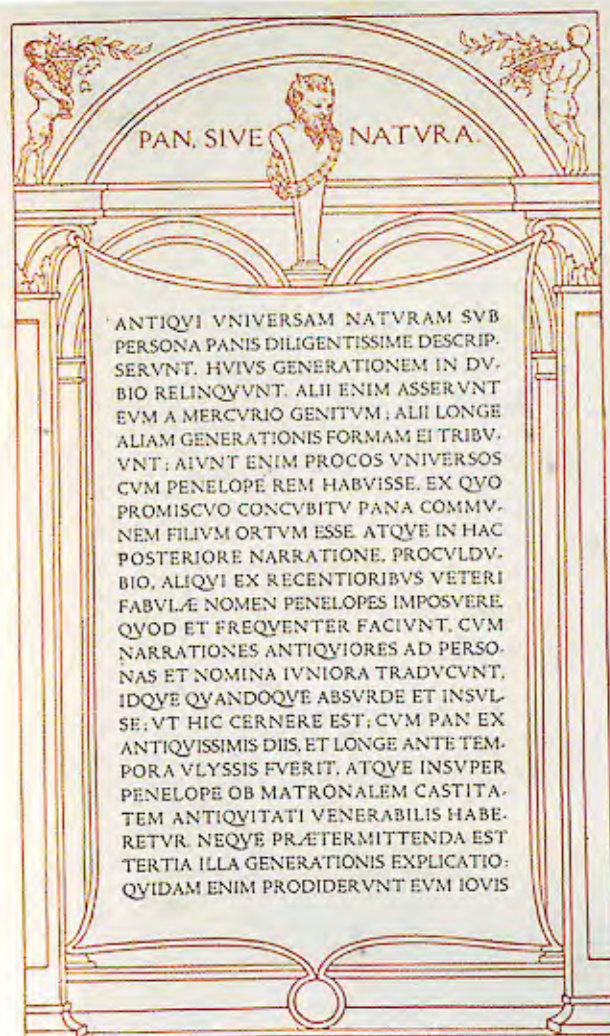 PAN. SIVE NATVRA.
ANTIQVI VNIVERSAM NATVRAM SVB
PERSONA PANIS DILIGENTISSIME DESCRIP-
SERVNT. HVIVS GENERATIONEM IN DV-
BIO RELINQVVNT. ALII ENIM ASSERVNT
EVM A MERCVRIO GENITVM; ALII LONGE
ALIAM GENERATIONIS FORMAM EI TRIBV-
VNT; AIVNT ENIM PROCOS VNIVERSOS
CVM PENELOPE REM HABVISSE, EX QVO
PROMISCVO CONCVBITV PANA COMMV-
NEM FILIVM ORTVM ESSE. ATQVE IN HAC
POSTERIORE NARRATIONE, PROCVLDV-
BIO, ALIQVI EX RECENTIORIBVS VETERI
FABVLÆ NOMEN PENELOPES IMPOSVERE,
QVOD ET FREQVENTER FACIVNT, CVM
NARRATIONES ANTIQVIORES AD PERSO-
NAS ET NOMINA IVNIORA TRADVCVNT,
IDQVE QVANDOQVE ABSVRDE ET INSVL-
SE; VT HIC CERNERE EST; CVM PAN EX
ANTIQVISSIMIS DIIS, ET LONGE ANTE TEM-
PORA VLYSSIS FVERIT, ATQVE INSVPER
PENELOPE OB MATRONALEM CASTITA-
TEM ANTIQVITATI VENERABILIS HABE-
RETVR. NEQVE PRÆTERMITTENDA EST
TERTIA ILLA GENERATIONIS EXPLICATIO:
QVIDAM ENIM PRODIDERVNT EVM IOVIS